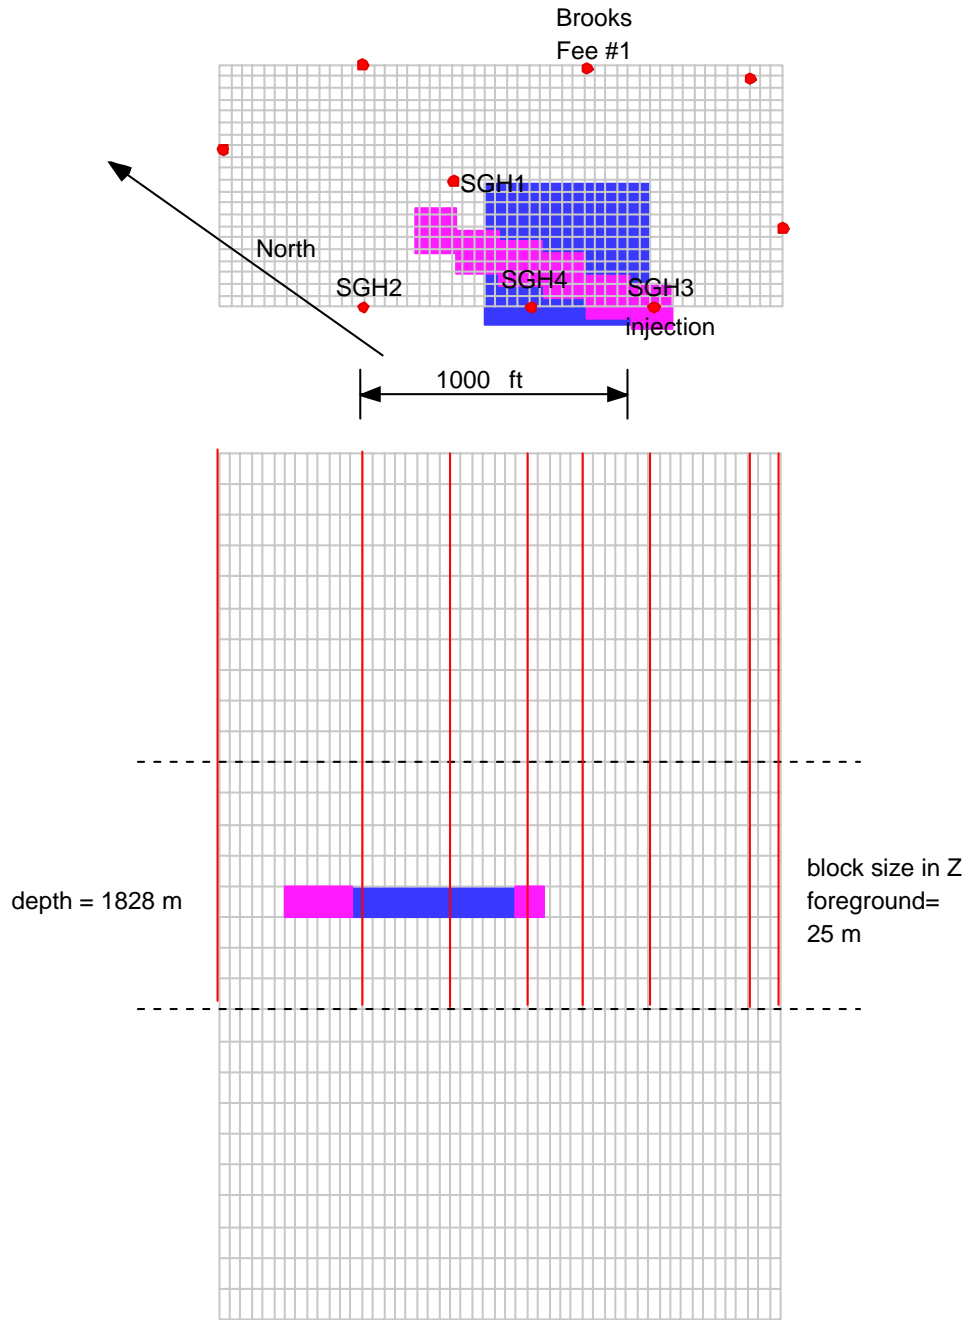 Brooks
Fee #1
SGH1
North
SGH2
SGH4
SGH3
injection
1000 ft
depth = 1828 m
block size in Z
foreground=
25 m